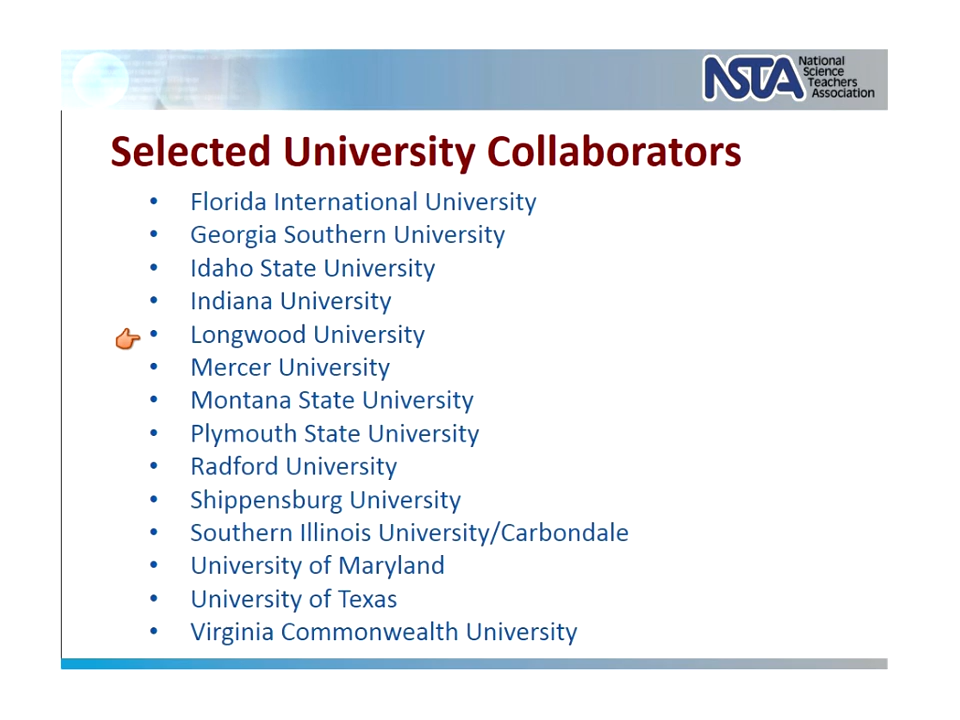 NSTA
National
Science
Teachers
Association
Selected University Collaborators
• Florida International University
• Georgia Southern University
• Idaho State University
• Indiana University
• Longwood University
• Mercer University
• Montana State University
• Plymouth State University
• Radford University
• Shippensburg University
• Southern Illinois University/Carbondale
• University of Maryland
• University of Texas
• Virginia Commonwealth University